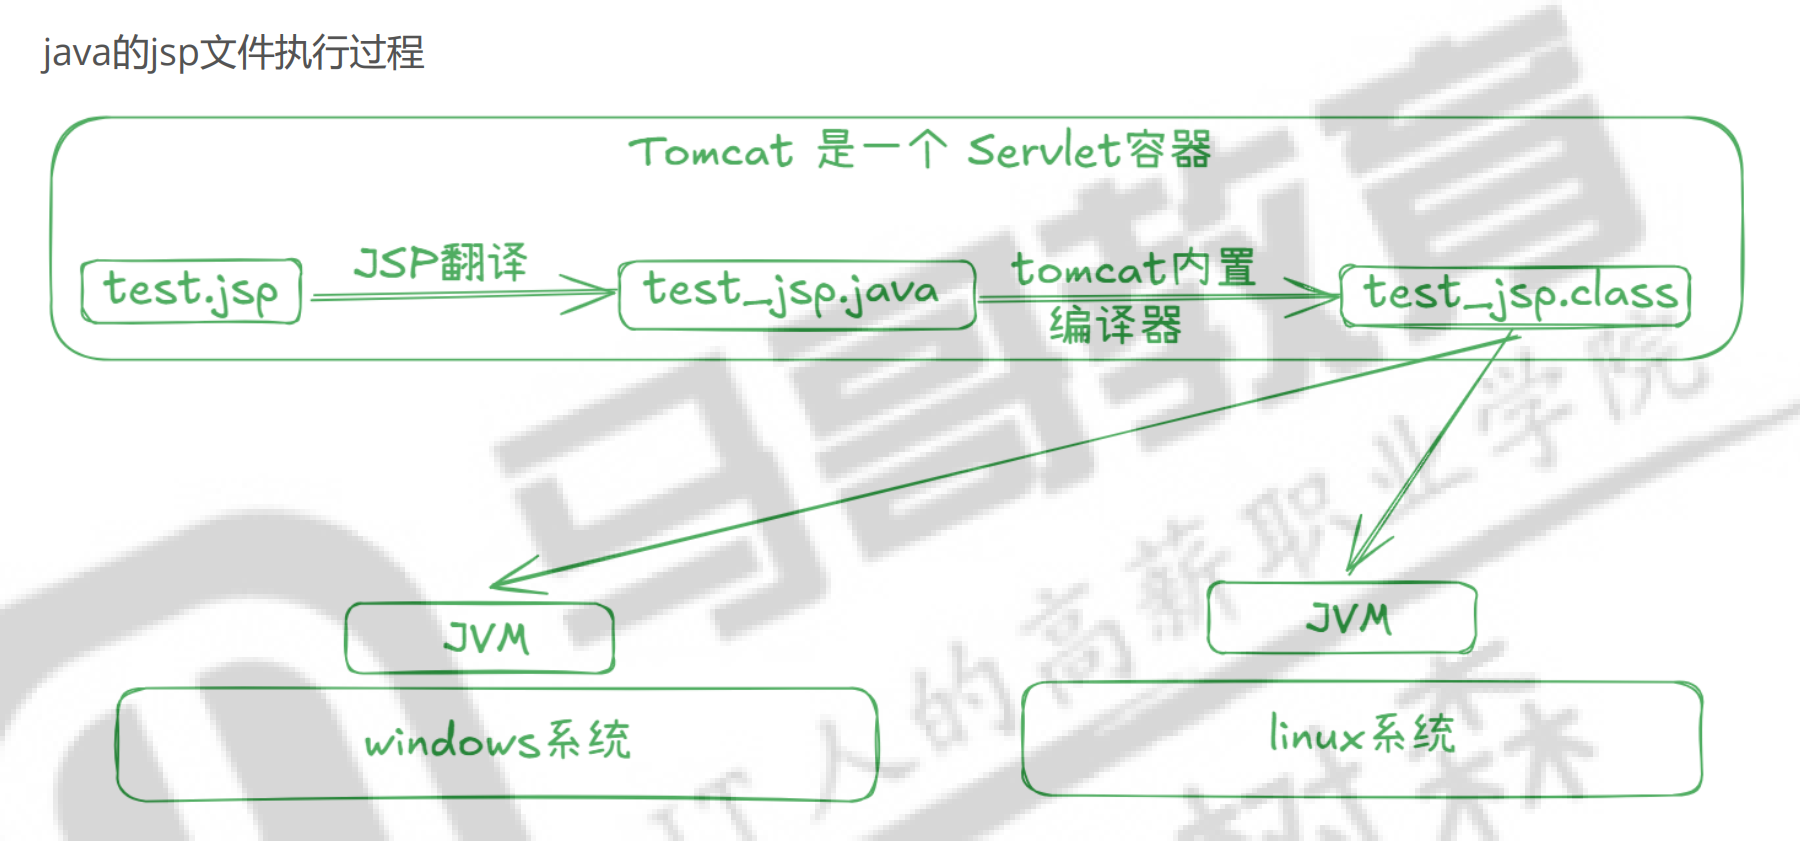 java的jsp文件执行过程
Tomcat 是一个 Servlet容器
test.jsp
JSP翻译
test_jsp.java
tomcat内置
编译器
test_jsp.class
JVM
JVM
windows系统
linux系统
马哥教育
IT人的高薪职业学院